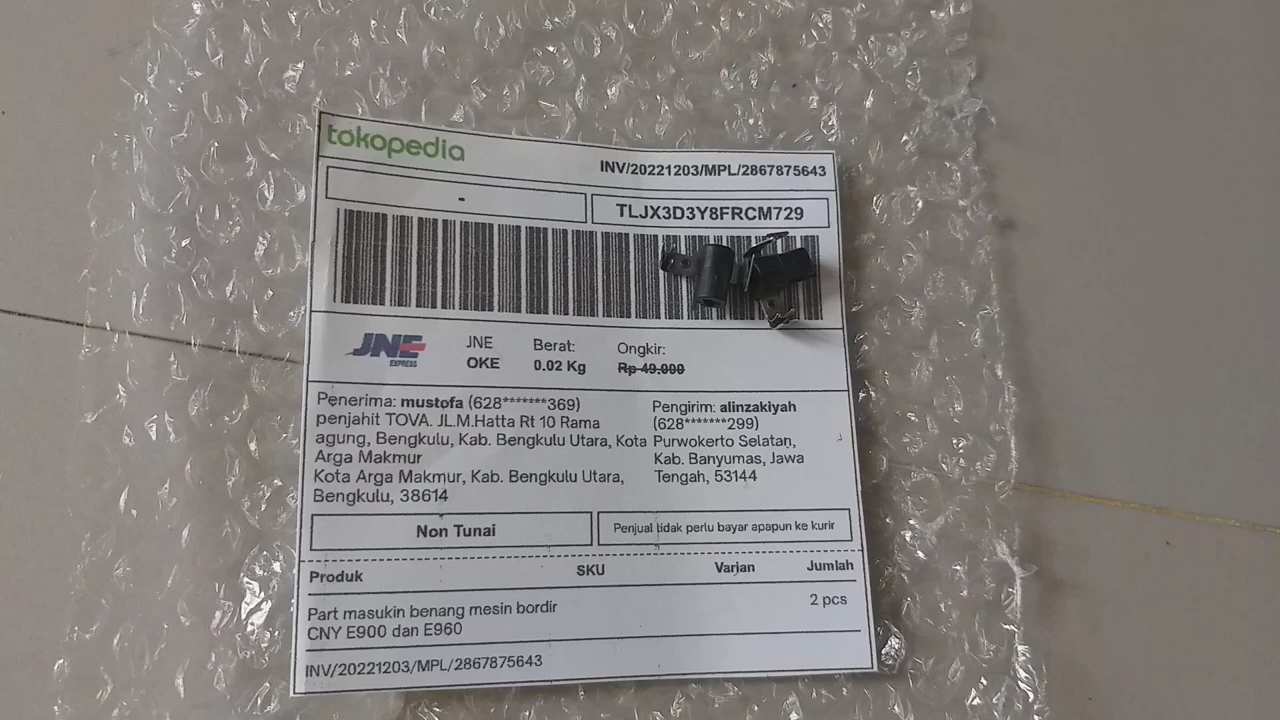 tokopedia
INV/20221203/MPL/2867875643
-
TLJX3D3Y8FRCM729
JNE
EXPRESS
JNE
OKE
Berat:
0.02 Kg
Ongkir:
Rp 49.000
Penerima: mustofa (628*******369)
penjahit TOVA. JL.M.Hatta Rt 10 Rama
agung, Bengkulu, Kab. Bengkulu Utara, Kota
Arga Makmur
Kota Arga Makmur, Kab. Bengkulu Utara,
Bengkulu, 38614
Pengirim: alinzakiyah
(628*******299)
Purwokerto Selatan,
Kab. Banyumas, Jawa
Tengah, 53144
Non Tunai
Penjual tidak perlu bayar apapun ke kurir
Produk SKU Varian Jumlah
Part masukin benang mesin bordir 2 pcs
CNY E900 dan E960
INV/20221203/MPL/2867875643